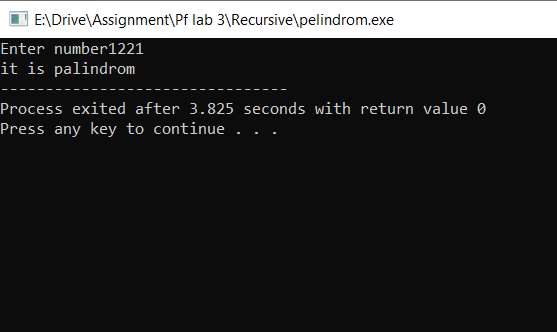 E:\Drive\Assignment\Pf lab 3\Recursive\pelindrom.exe
Enter number1221
it is palindrom
--------------------------------
Process exited after 3.825 seconds with return value 0
Press any key to continue . . .